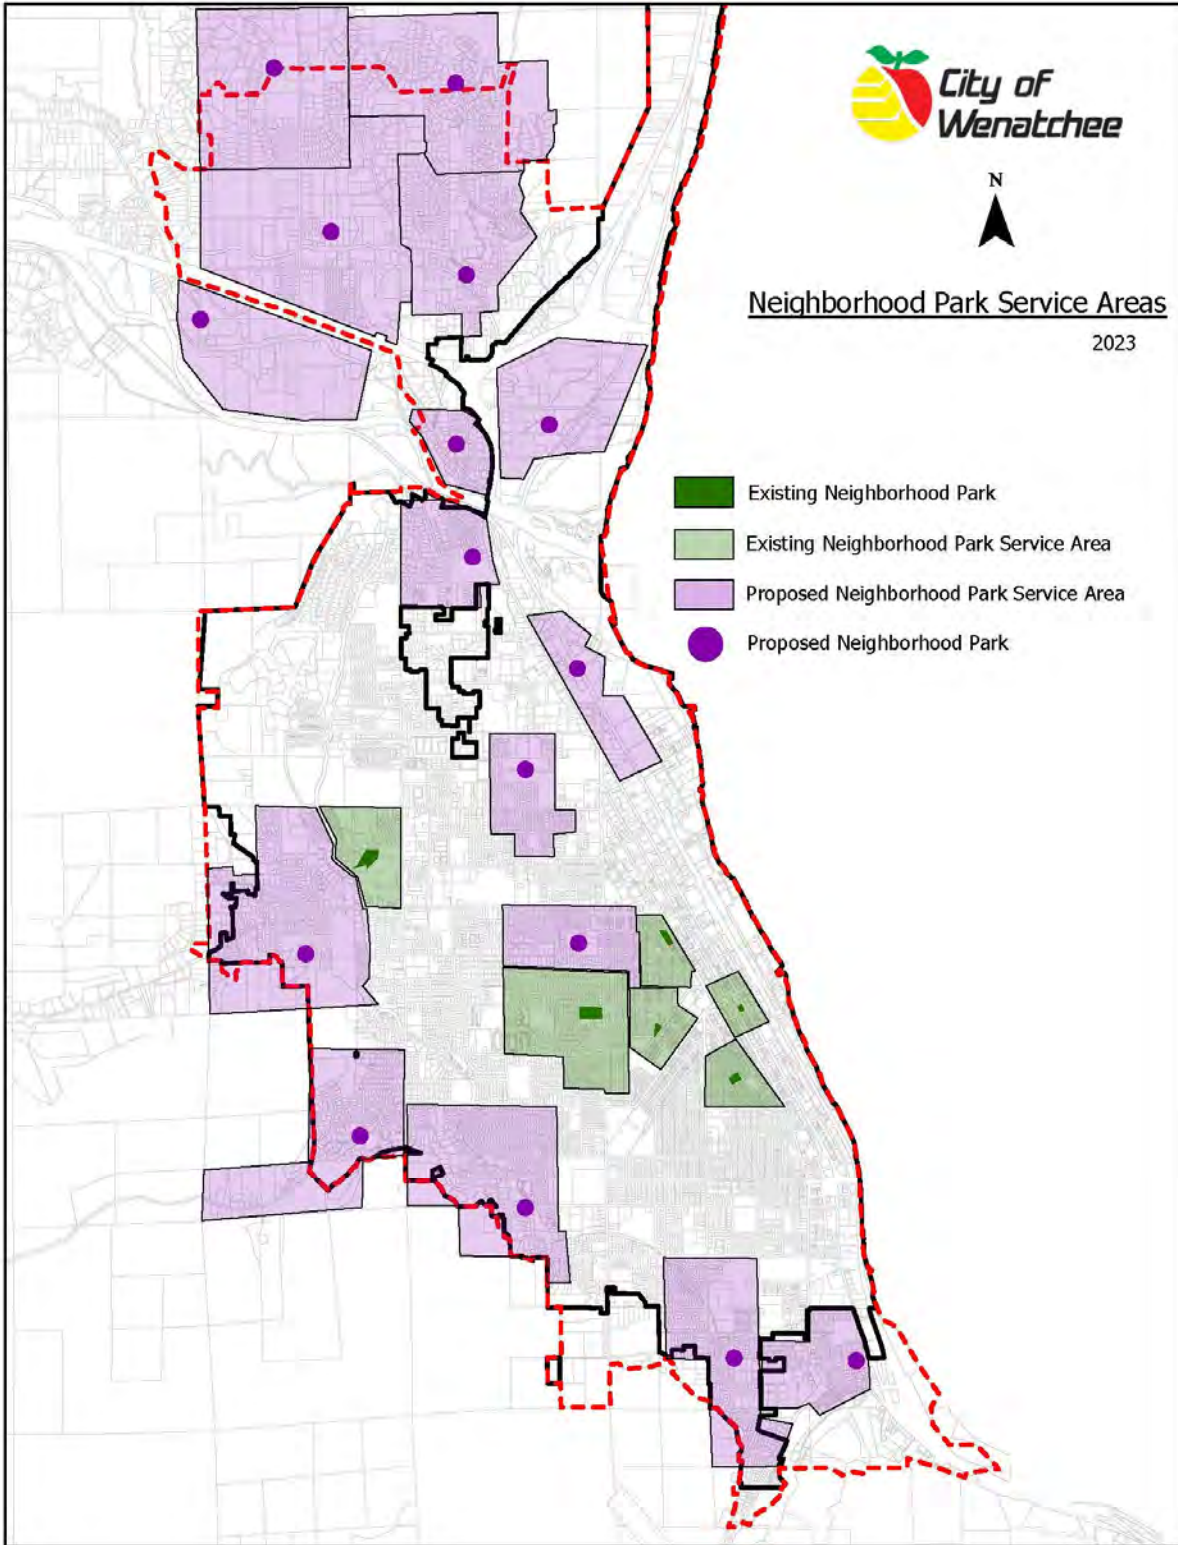 City of
Wenatchee
N
Neighborhood Park Service Areas
2023
Existing Neighborhood Park
Existing Neighborhood Park Service Area
Proposed Neighborhood Park Service Area
Proposed Neighborhood Park